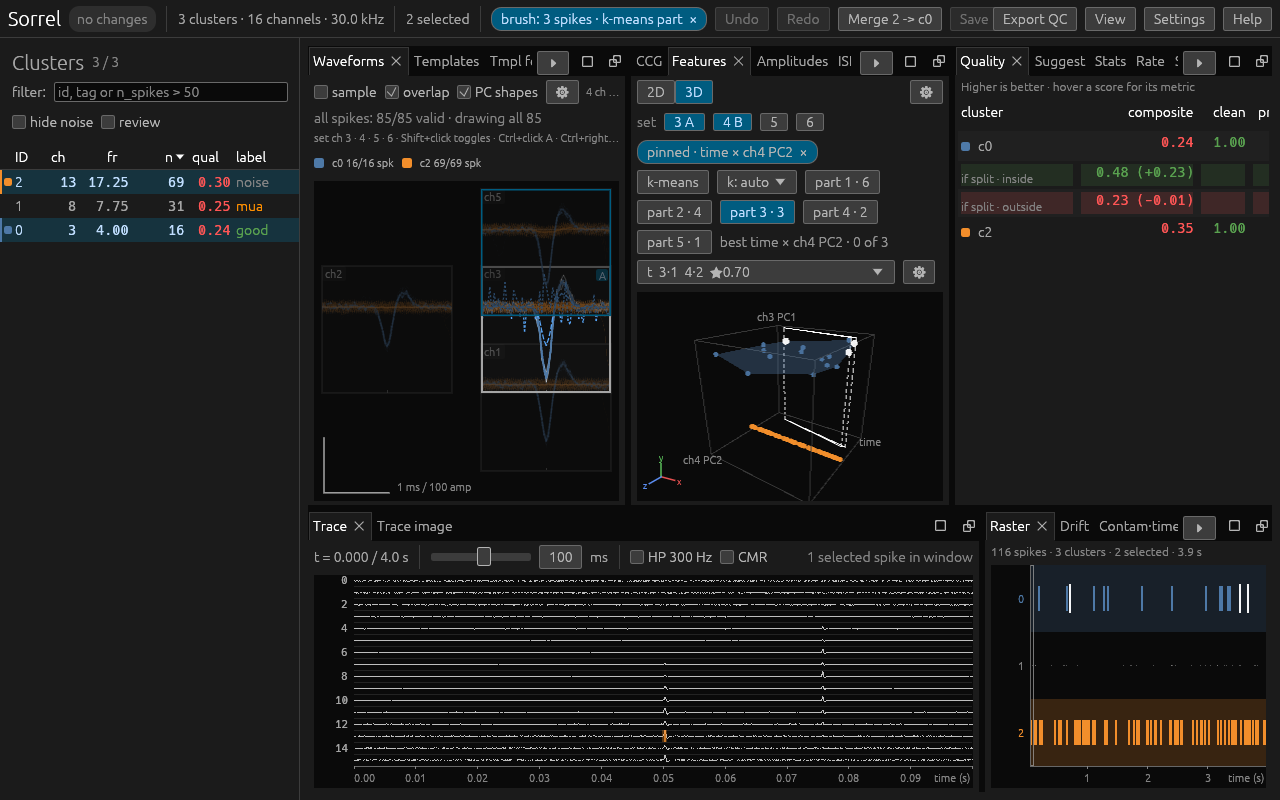 Sorrel no changes 3 clusters · 16 channels · 30.0 kHz 2 selected brush: 3 spikes · k-means part × Undo Redo Merge 2 -> c0 Save Export QC View Settings Help
Clusters 3 / 3
filter: id, tag or n_spikes > 50
hide noise review
ID ch fr n ▾ qual label
2 13 17.25 69 0.30 noise
1 8 7.75 31 0.25 mua
0 3 4.00 16 0.24 good
Waveforms Templates Tmpl f
sample overlap PC shapes 4 ch ...
all spikes: 85/85 valid · drawing all 85
set ch 3 · 4 · 5 · 6 · Shift+click toggles · Ctrl+click A · Ctrl+right...
c0 16/16 spk c2 69/69 spk
ch5
ch2
ch3 A
ch1
1 ms / 100 amp
CCG Features Amplitudes ISI
2D 3D
set 3 A 4 B 5 6
pinned · time × ch4 PC2 ×
k-means k: auto part 1 · 6
part 2 · 4 part 3 · 3 part 4 · 2
part 5 · 1 best time × ch4 PC2 · 0 of 3
t 3·1 4·2 ★0.70
ch3 PC1
time
ch4 PC2
y
z x
Quality Suggest Stats Rate
Higher is better · hover a score for its metric
cluster composite clean pr
c0 0.24 1.00
if split · inside 0.48 (+0.23)
if split · outside 0.23 (-0.01)
c2 0.35 1.00
Trace Trace image
t = 0.000 / 4.0 s 100 ms HP 300 Hz CMR 1 selected spike in window
0
2
4
6
8
10
12
14
0.00 0.01 0.02 0.03 0.04 0.05 0.06 0.07 0.08 0.09 time (s)
Raster Drift Contam-time
116 spikes · 3 clusters · 2 selected · 3.9 s
0
1
2
1 2 3 time (s)